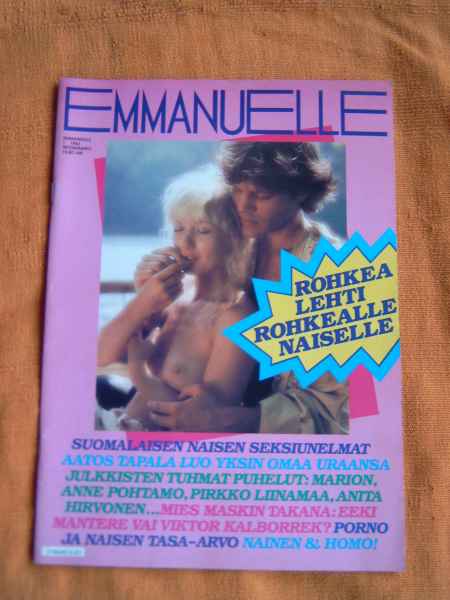 EMMANUELLE
EMMANUELLE
ROHKEA
LEHTI
ROHKEALLE
NAISELLE
SUOMALAISEN NAISEN SEKSIUNELMAT
AATOS TAPALA LUO YKSIN OMAA URAANSA
JULKKISTEN TUHMAT PUHELUT: MARION,
ANNE POHTAMO, PIRKKO LIINAMAA, ANITA
HIRVONEN...MIES MASKIN TAKANA: EEKI
MANTERE VAI VIKTOR KALBORREK? PORNO
JA NAISEN TASA-ARVO NAINEN & HOMO!